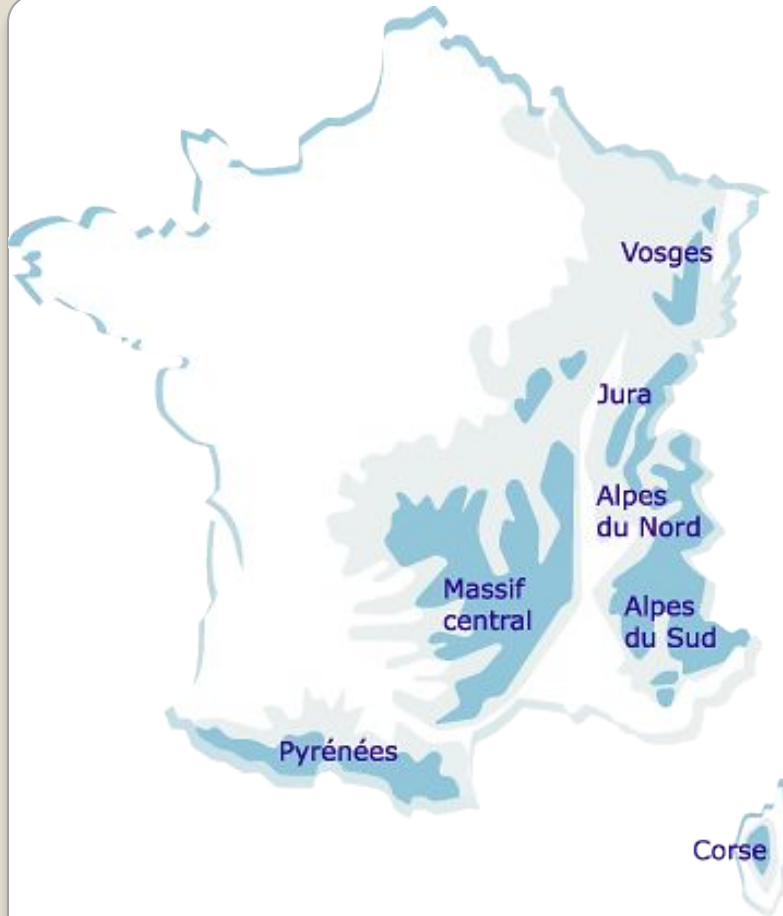 Vosges
Jura
Alpes
du Nord
Massif
central
Alpes
du Sud
Pyrénées
Corse